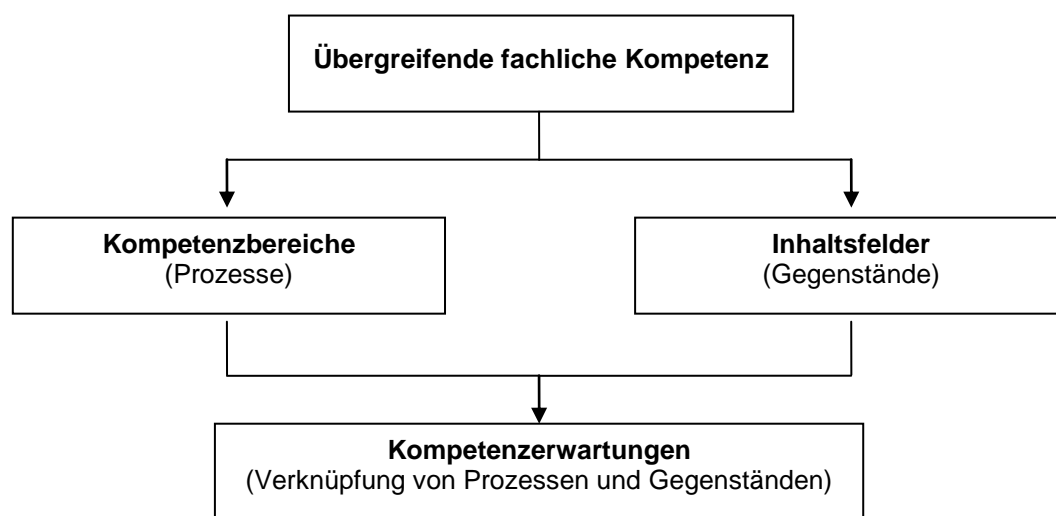 Übergreifende fachliche Kompetenz
Kompetenzbereiche
(Prozesse)
Inhaltsfelder
(Gegenstände)
Kompetenzerwartungen
(Verknüpfung von Prozessen und Gegenständen)